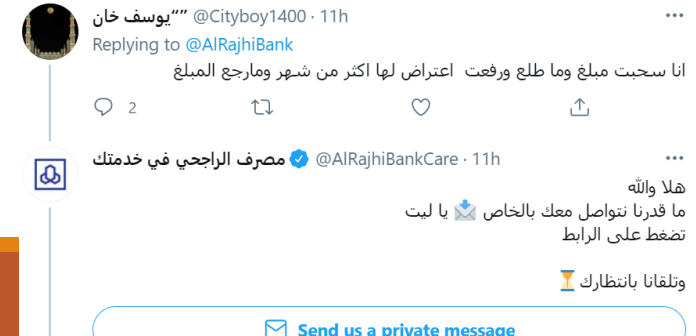 ”“يوسف خان @Cityboy1400 · 11h
Replying to @AlRajhiBank
انا سحبت مبلغ وما طلع ورفعت اعتراض لها اكثر من شهر ومارجع المبلغ
2
مصرف الراجحي في خدمتك @AlRajhiBankCare · 11h
هلا والله
ما قدرنا نتواصل معك بالخاص 📩 يا ليت
تضغط على الرابط
وتلقانا بانتظارك ⏳
Send us a private message